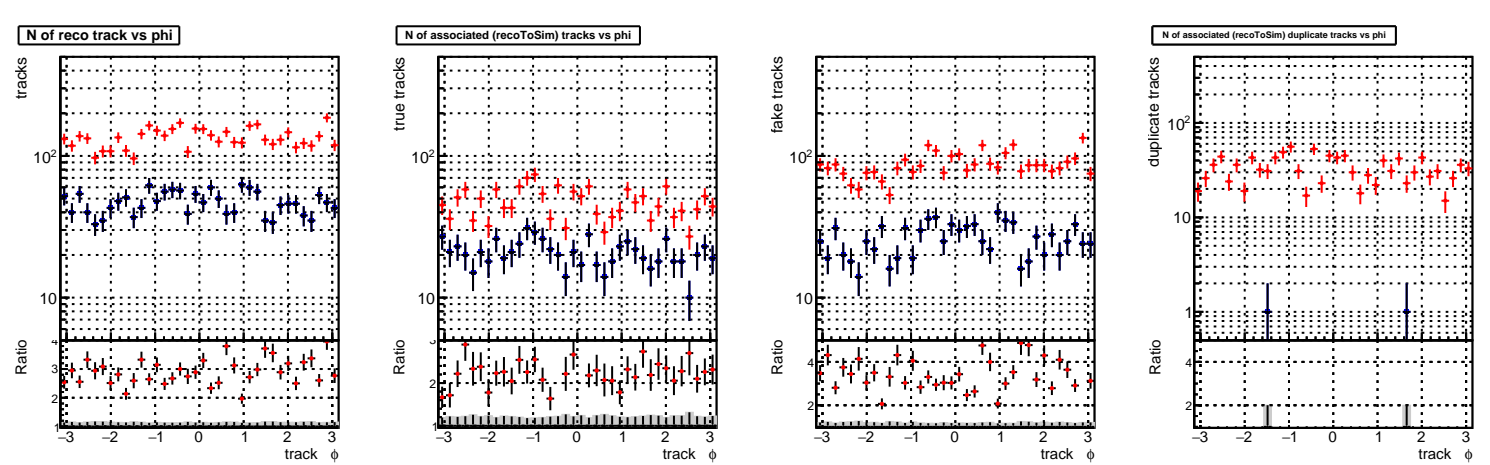 N of reco track vs phi
tracks
10²
10
Ratio
4
3
2
1
−3 −2 −1 0 1 2 3
track ϕ
N of associated (recoToSim) tracks vs phi
true tracks
10²
10
Ratio
3
2
1
−3 −2 −1 0 1 2 3
track ϕ
fake tracks
10²
10
Ratio
4
2
−3 −2 −1 0 1 2 3
track ϕ
N of associated (recoToSim) duplicate tracks vs phi
duplicate tracks
10²
10
1
Ratio
4
2
−3 −2 −1 0 1 2 3
track ϕ